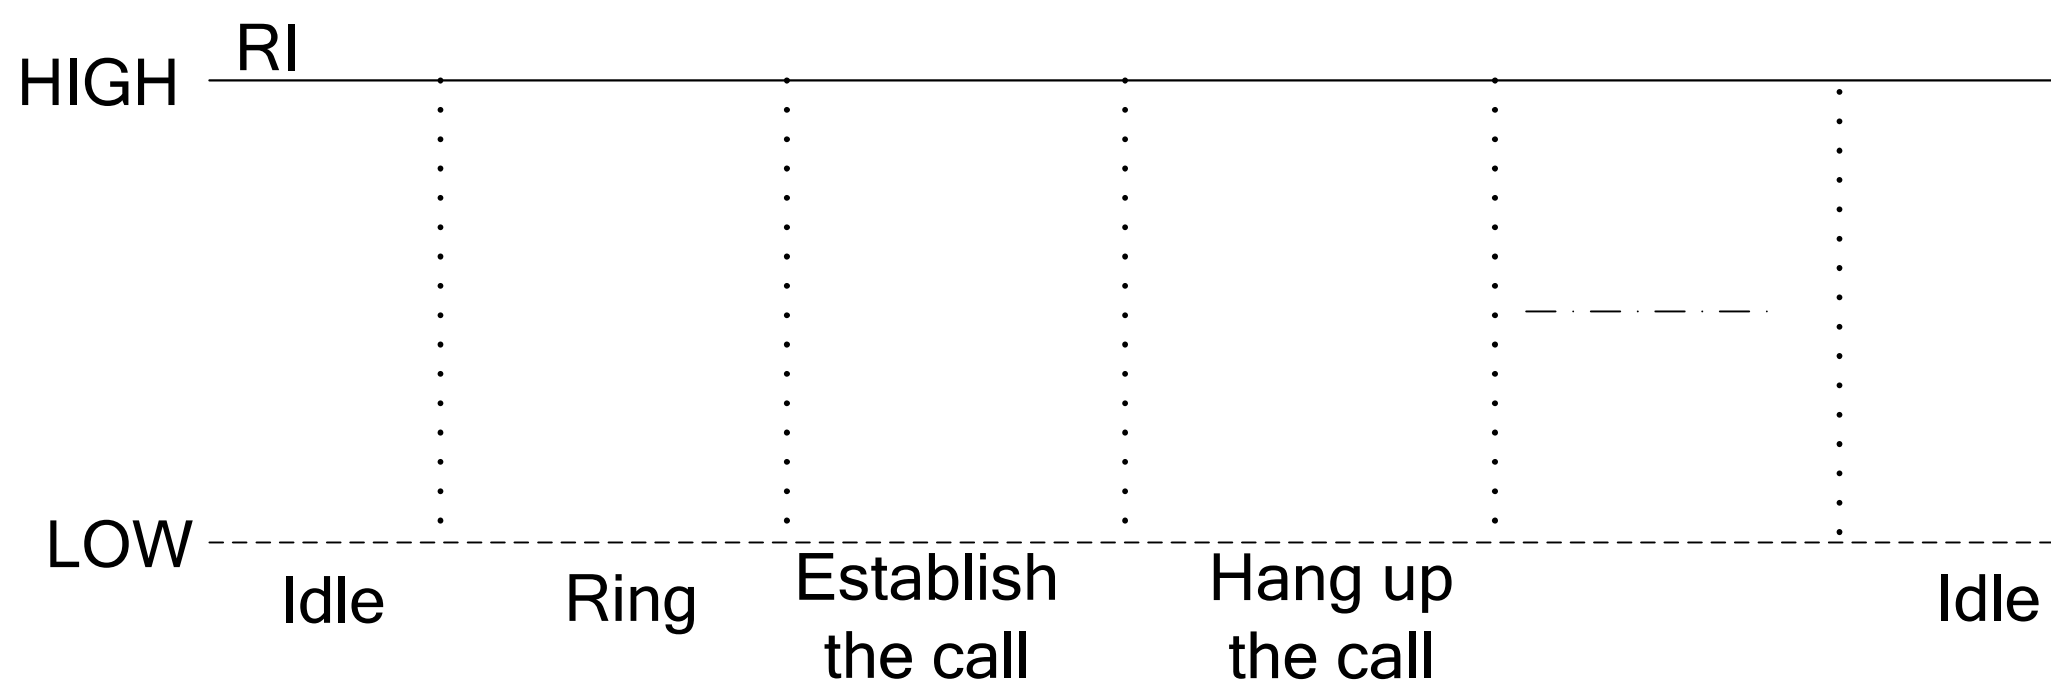 RI
HIGH
LOW
Idle
Ring
Establish
the call
Hang up
the call
Idle